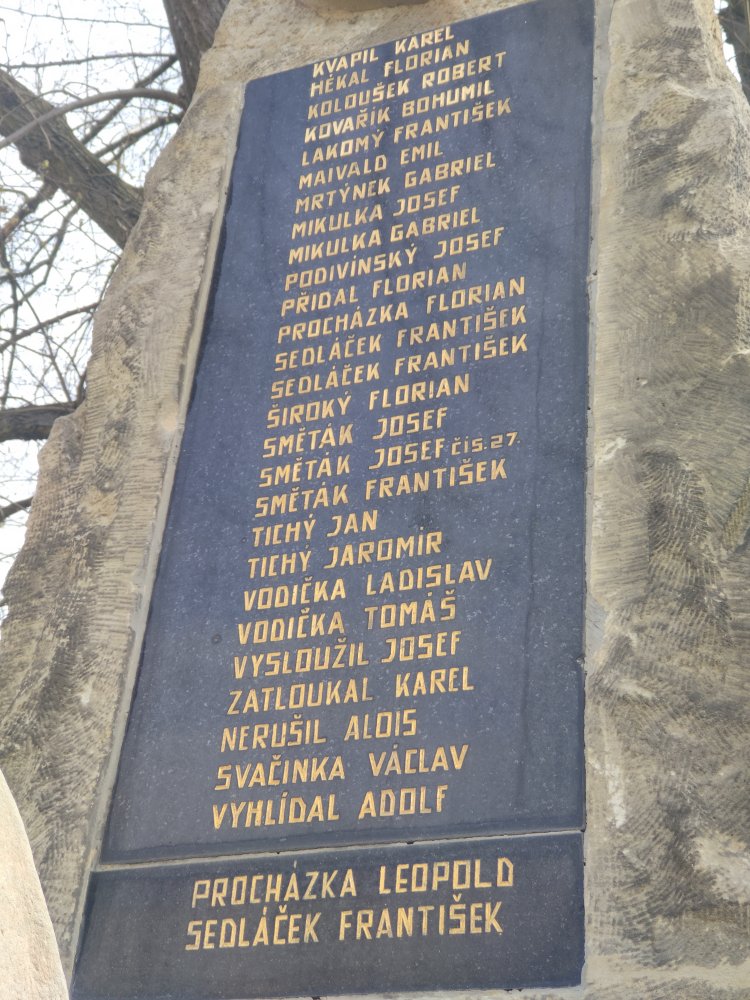 KVAPIL KAREL
HÉKAL FLORIAN
KOLOUŠEK ROBERT
KOVAŘÍK BOHUMIL
LAKOMÝ FRANTIŠEK
MAIVALD EMIL
MRTÝNEK GABRIEL
MIKULKA JOSEF
MIKULKA GABRIEL
PODIVÍNSKÝ JOSEF
PŘIDAL FLORIAN
PROCHÁZKA FLORIAN
SEDLÁČEK FRANTIŠEK
SEDLÁČEK FRANTIŠEK
ŠIROKÝ FLORIAN
SMĚTÁK JOSEF
SMĚTÁK JOSEF ČÍS. 27.
SMĚTÁK FRANTIŠEK
TICHÝ JAN
TICHÝ JAROMÍR
VODIČKA LADISLAV
VODIČKA TOMÁŠ
VYSLOUŽIL JOSEF
ZATLOUKAL KAREL
NERUŠIL ALOIS
SVAČINKA VÁCLAV
VYHLÍDAL ADOLF
PROCHÁZKA LEOPOLD
SEDLÁČEK FRANTIŠEK